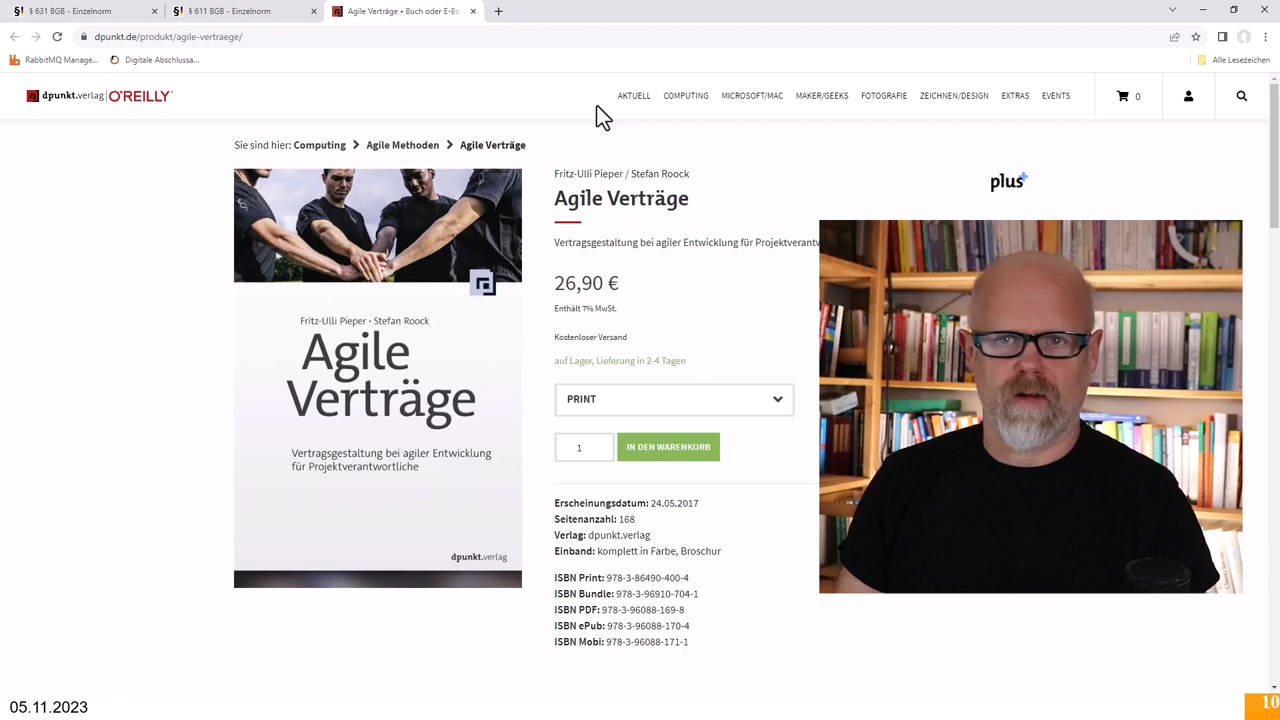 § 631 BGB - Einzelnorm
§ 611 BGB - Einzelnorm
Agile Verträge • Buch oder E-Bo
dpunkt.de/produkt/agile-vertraege/
RabbitMQ Manage...
Digitale Abschlussa...
Alle Lesezeichen
dpunkt.verlag | O'REILLY
AKTUELL COMPUTING MICROSOFT/MAC MAKER/GEEKS FOTOGRAFIE ZEICHNEN/DESIGN EXTRAS EVENTS
0
Sie sind hier: Computing > Agile Methoden > Agile Verträge
Fritz-Ulli Pieper · Stefan Roock
Agile
Verträge
Vertragsgestaltung bei agiler Entwicklung
für Projektverantwortliche
dpunkt.verlag
Fritz-Ulli Pieper / Stefan Roock
Agile Verträge
Vertragsgestaltung bei agiler Entwicklung für Projektverantw
26,90 €
Enthält 7% MwSt.
Kostenloser Versand
auf Lager, Lieferung in 2-4 Tagen
PRINT
1
IN DEN WARENKORB
Erscheinungsdatum: 24.05.2017
Seitenanzahl: 168
Verlag: dpunkt.verlag
Einband: komplett in Farbe, Broschur
ISBN Print: 978-3-86490-400-4
ISBN Bundle: 978-3-96910-704-1
ISBN PDF: 978-3-96088-169-8
ISBN ePub: 978-3-96088-170-4
ISBN Mobi: 978-3-96088-171-1
plus+
05.11.2023
10